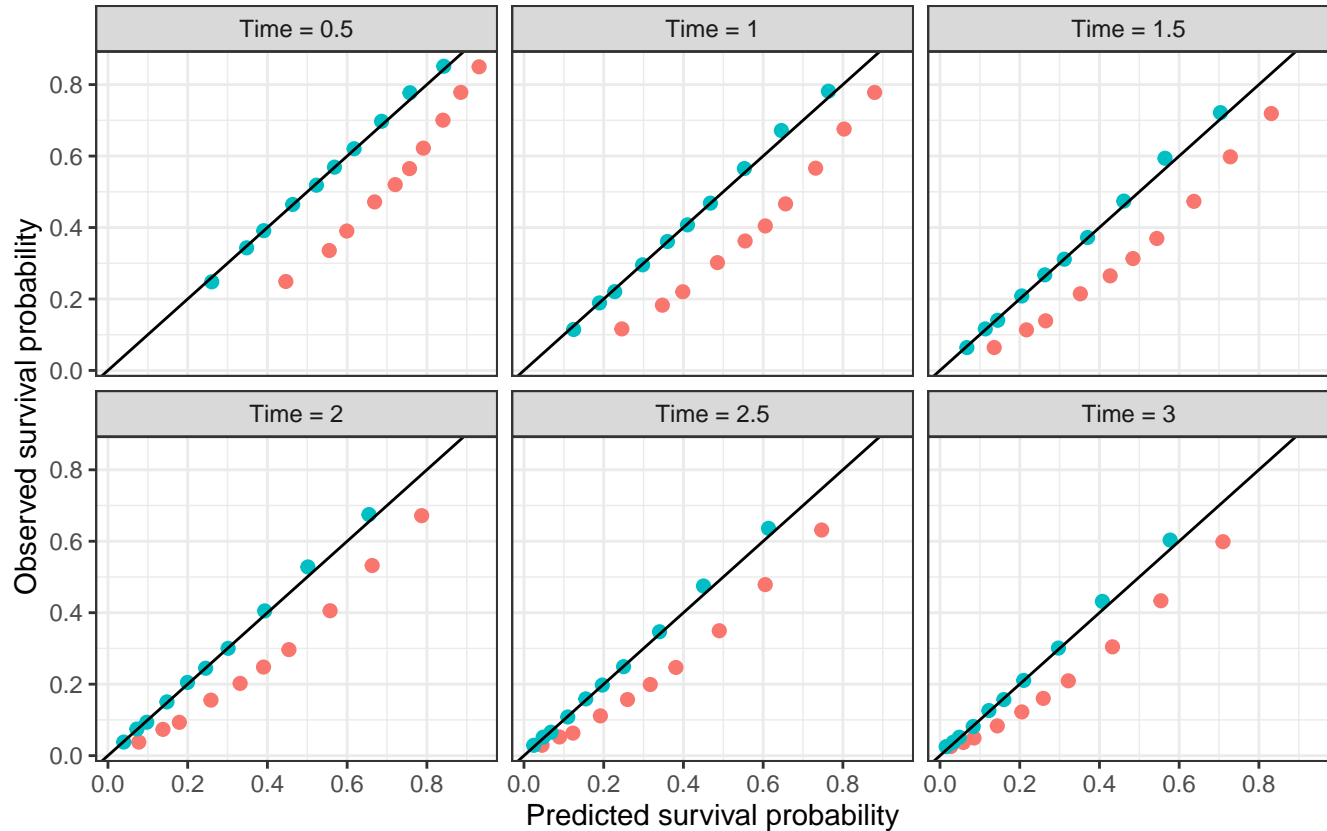 Time = 0.5
Time = 1
Time = 1.5
0.8
0.6
0.4
0.2
0.0
Time = 2
Time = 2.5
Time = 3
0.8
0.6
0.4
0.2
0.0
0.0 0.2 0.4 0.6 0.8
0.0 0.2 0.4 0.6 0.8
0.0 0.2 0.4 0.6 0.8
Predicted survival probability
Observed survival probability